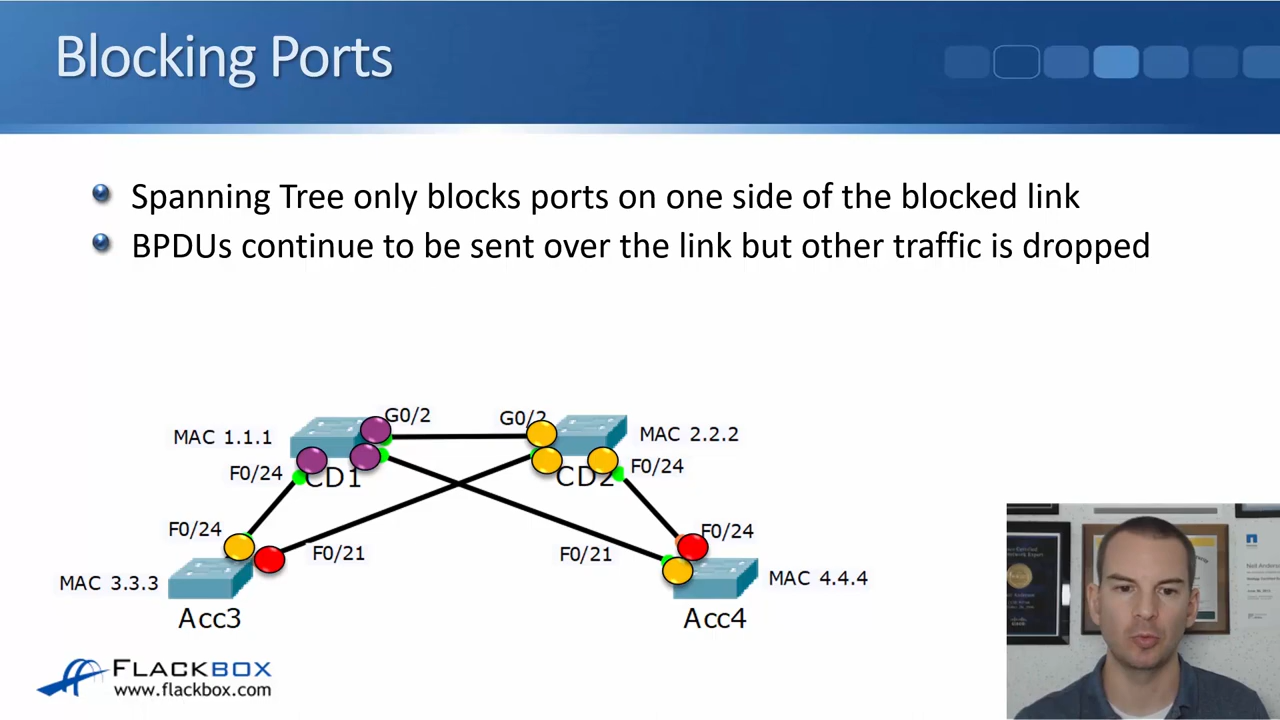 Blocking Ports
Spanning Tree only blocks ports on one side of the blocked link
BPDUs continue to be sent over the link but other traffic is dropped
G0/2
G0/2
MAC 1.1.1
MAC 2.2.2
F0/24
CD1
CD2
F0/24
F0/24
F0/21
F0/21
F0/24
MAC 3.3.3
MAC 4.4.4
Acc3
Acc4
FLACKBOX
www.flackbox.com